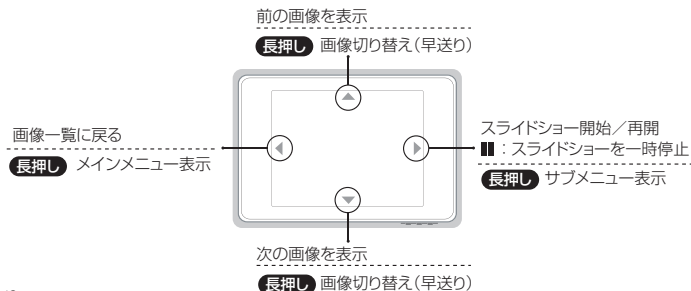 前の画像を表示
長押し 画像切り替え(早送り)
画像一覧に戻る
長押し メインメニュー表示
スライドショー開始／再開
：スライドショーを一時停止
長押し サブメニュー表示
次の画像を表示
長押し 画像切り替え(早送り)